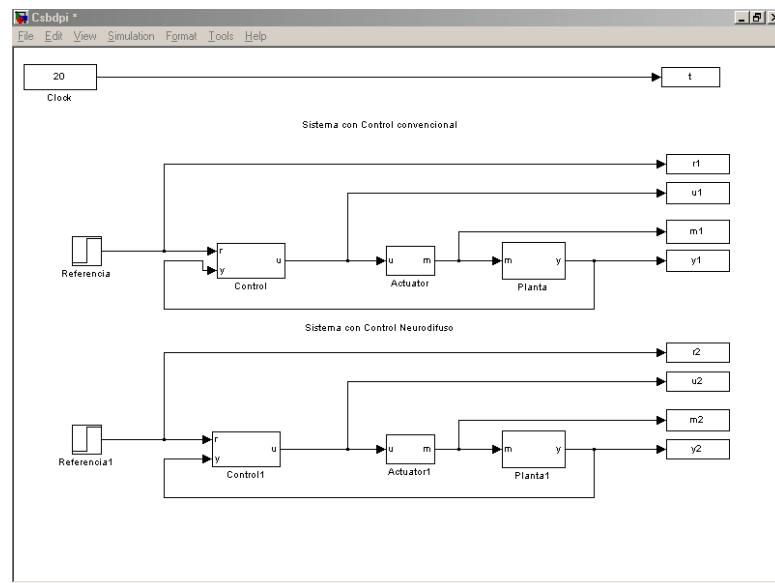 Csbdpi *
File Edit View Simulation Format Tools Help
20
t
Clock
Sistema con Control convencional
r1
u1
m1
r
y
u
u
m
m
y
y1
Referencia
Control
Actuator
Planta
Sistema con Control Neurodifuso
r2
u2
m2
r
y
u
u
m
m
y
y2
Referencia1
Control1
Actuator1
Planta1